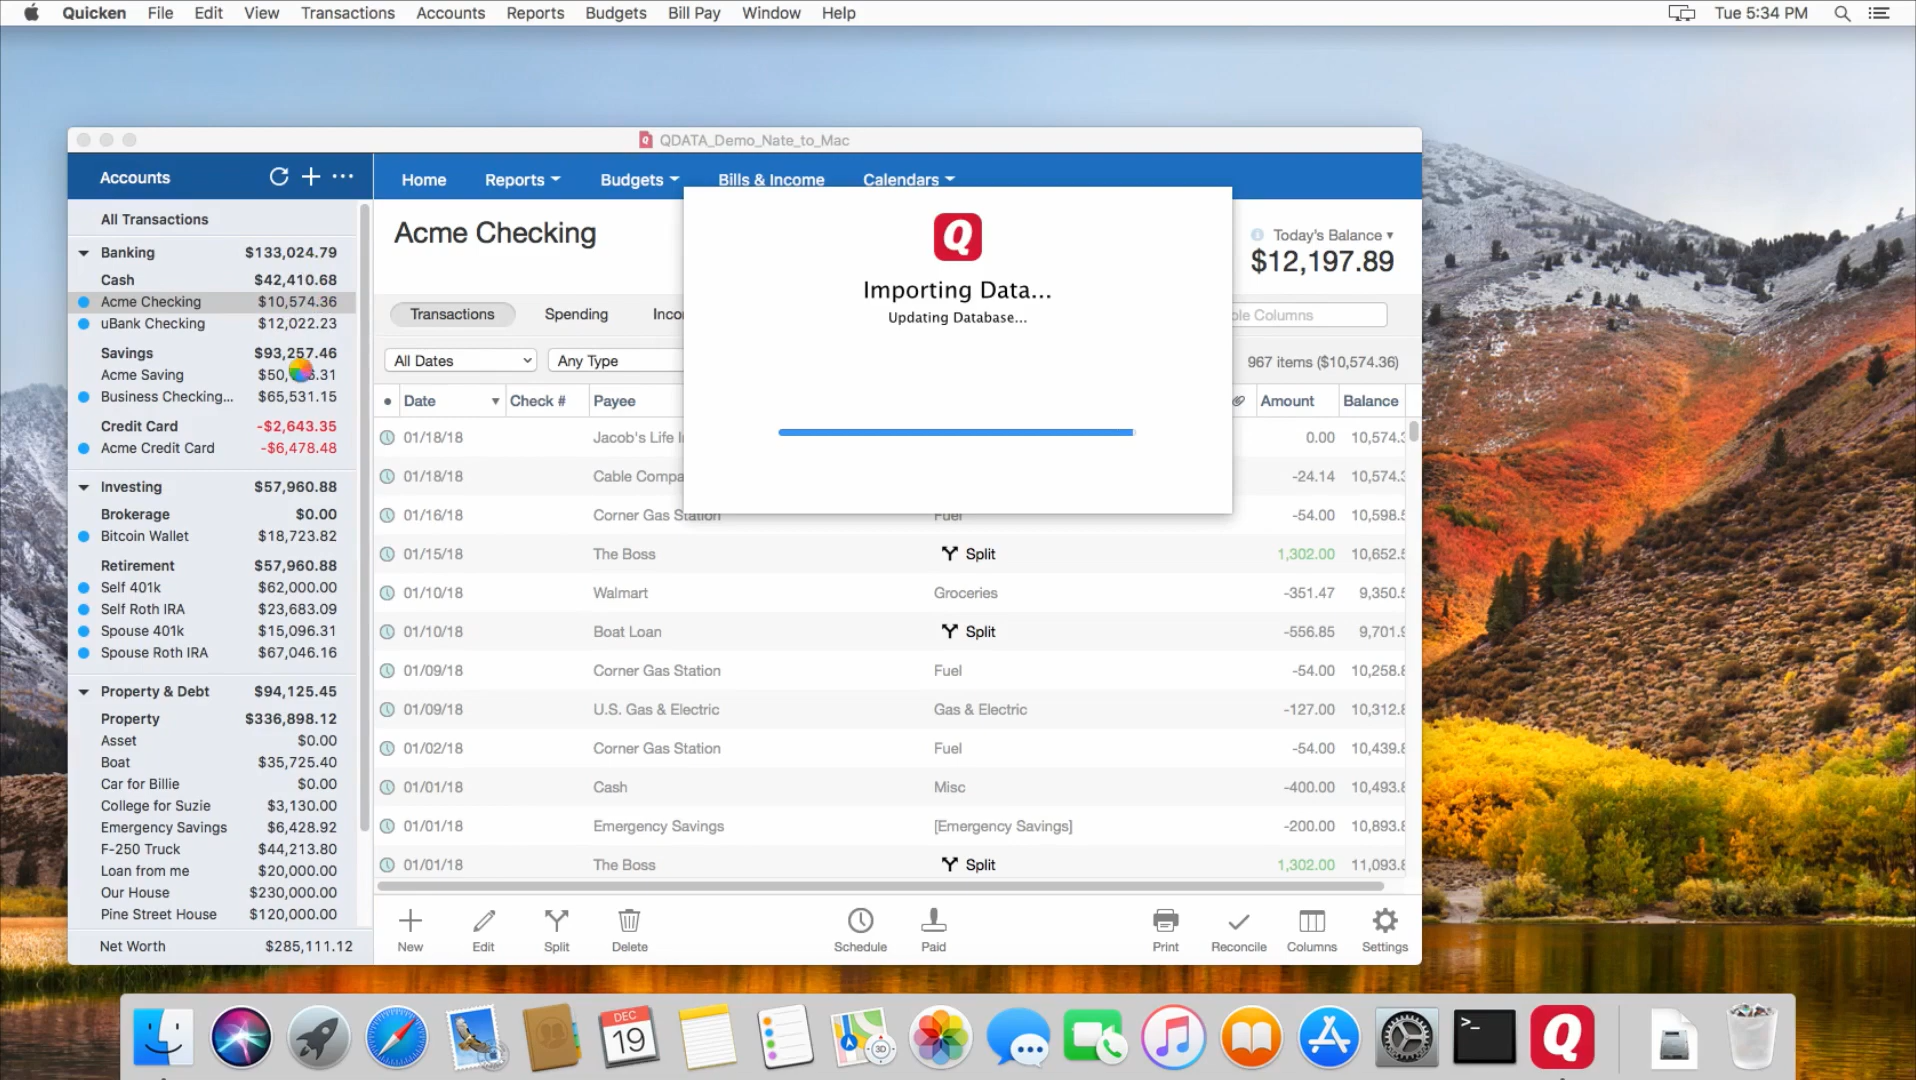 Quicken File Edit View Transactions Accounts Reports Budgets Bill Pay Window Help Tue 5:34 PM
QDATA_Demo_Nate_to_Mac
Accounts
Home Reports Budgets Bills & Income Calendars
All Transactions
Banking $133,024.79
Cash $42,410.68
Acme Checking $10,574.36
uBank Checking $12,022.23
Savings $93,257.46
Acme Saving
Business Checking... $65,531.15
Credit Card -$2,643.35
Acme Credit Card -$6,478.48
Investing $57,960.88
Brokerage $0.00
Bitcoin Wallet $18,723.82
Retirement $57,960.88
Self 401k $62,000.00
Self Roth IRA $23,683.09
Spouse 401k $15,096.31
Spouse Roth IRA $67,046.16
Property & Debt $94,125.45
Property $336,898.12
Asset $0.00
Boat $35,725.40
Car for Billie $0.00
College for Suzie $3,130.00
Emergency Savings $6,428.92
F-250 Truck $44,213.80
Loan from me $20,000.00
Our House $230,000.00
Pine Street House $120,000.00
Net Worth $285,111.12
Acme Checking
Today's Balance
$12,197.89
Q
Importing Data...
Updating Database...
Transactions Spending Columns
All Dates Any Type 967 items ($10,574.36)
Date Check # Payee Amount Balance
01/18/18 Jacob's Life 0.00
01/18/18 Cable -24.14
01/16/18 Corner Gas Station Fuel -54.00
01/15/18 The Boss Split 1,302.00
01/10/18 Walmart Groceries -351.47
01/10/18 Boat Loan Split -556.85
01/09/18 Corner Gas Station Fuel -54.00
01/09/18 U.S. Gas & Electric Gas & Electric -127.00
01/02/18 Corner Gas Station Fuel -54.00
01/01/18 Cash Misc -400.00
01/01/18 Emergency Savings [Emergency Savings] -200.00
01/01/18 The Boss Split 1,302.00
New Edit Split Delete Schedule Paid Print Reconcile Columns Settings
DEC
19
3D
>_
Q